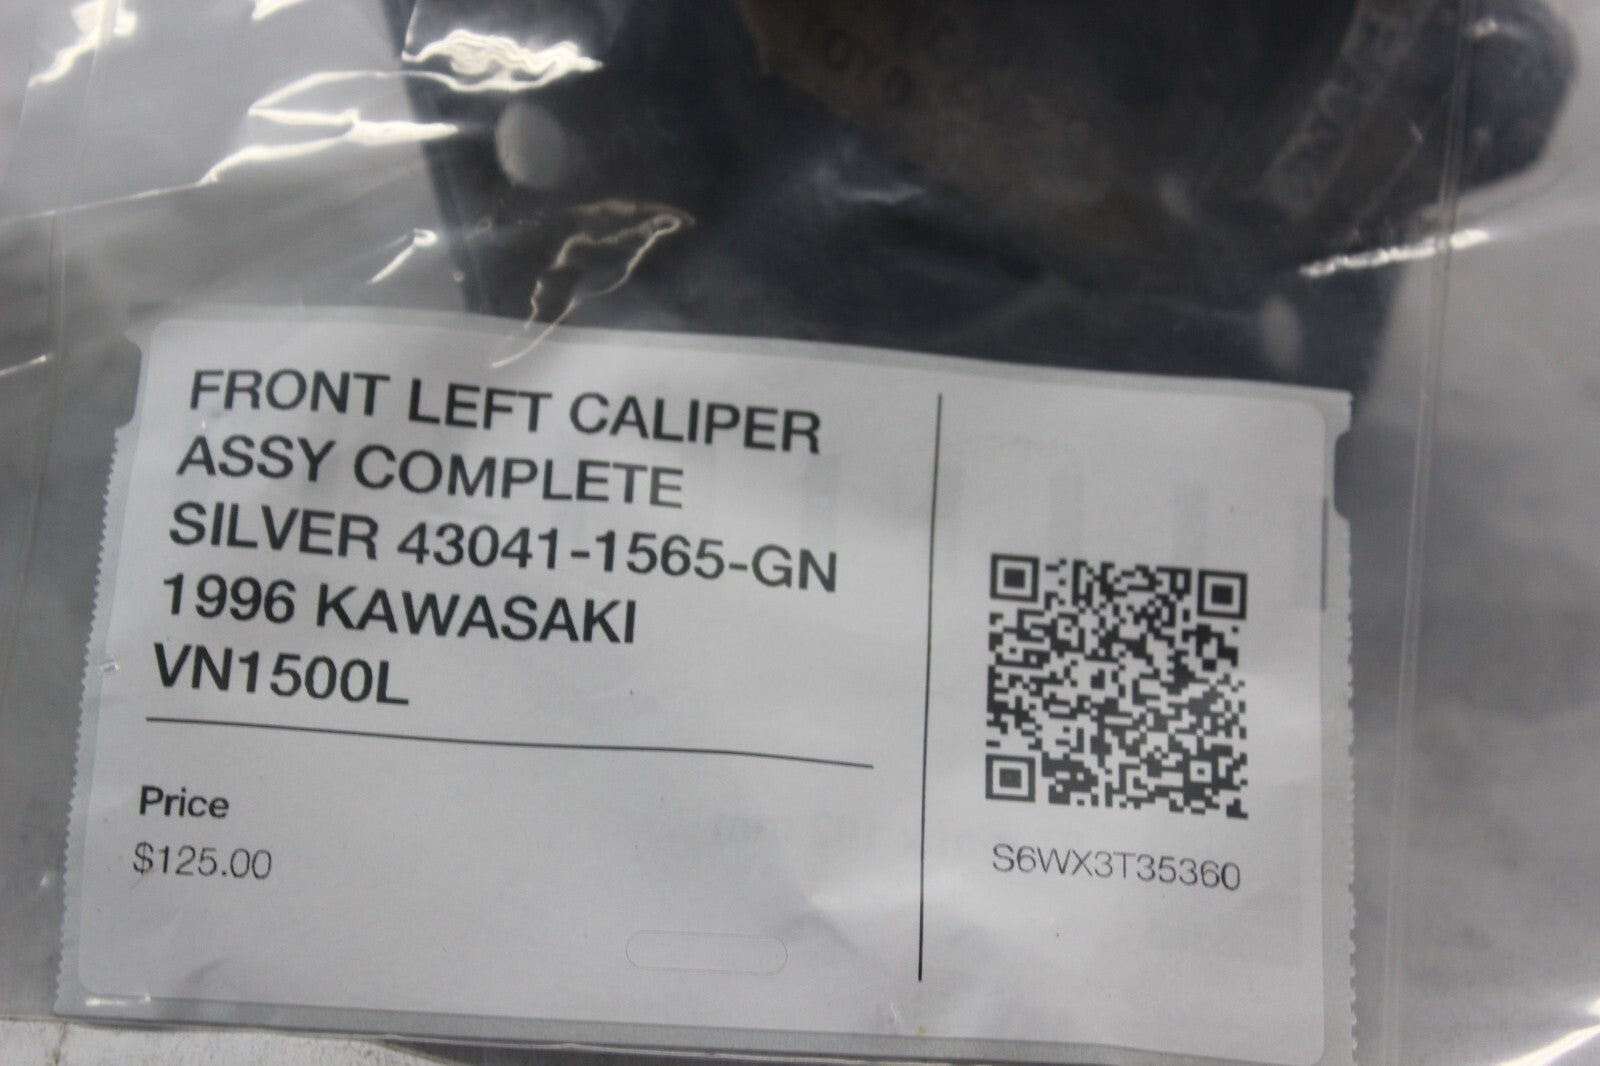 FRONT LEFT CALIPER
ASSY COMPLETE
SILVER 43041-1565-GN
1996 KAWASAKI
VN1500L
Price
$125.00
S6WX3T35360